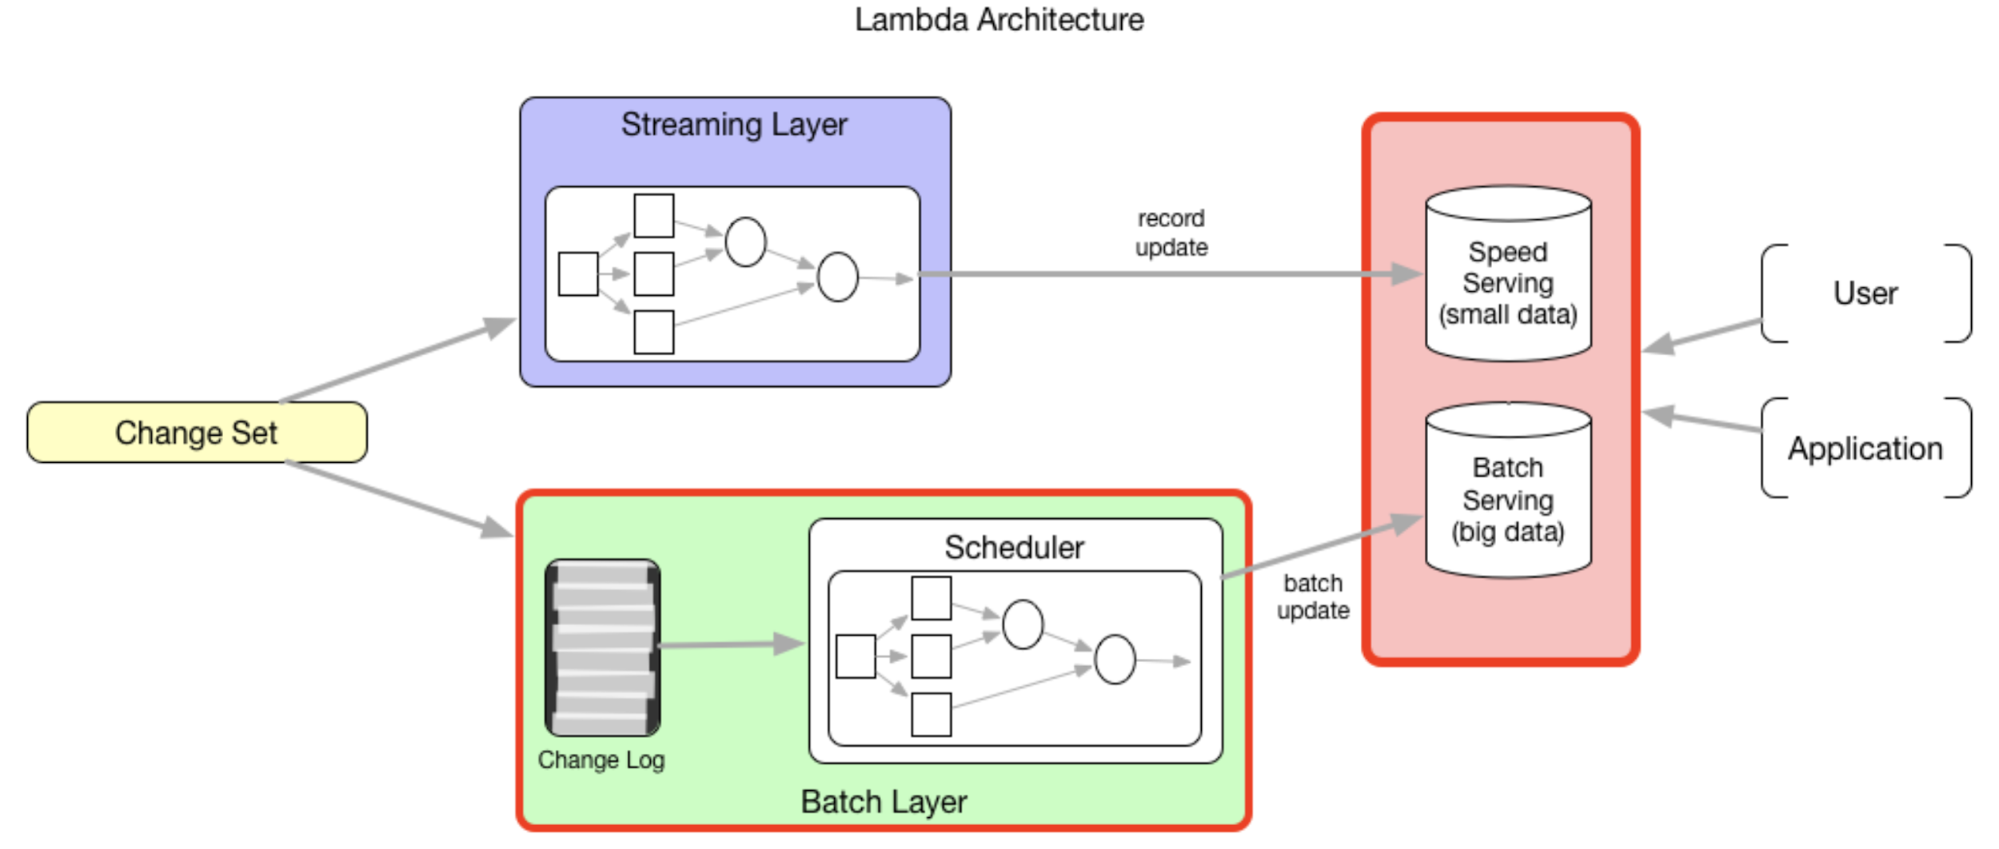 Lambda Architecture
Streaming Layer
record
update
Speed
Serving
(small data)
User
Change Set
Application
Batch
Serving
(big data)
Scheduler
batch
update
Change Log
Batch Layer